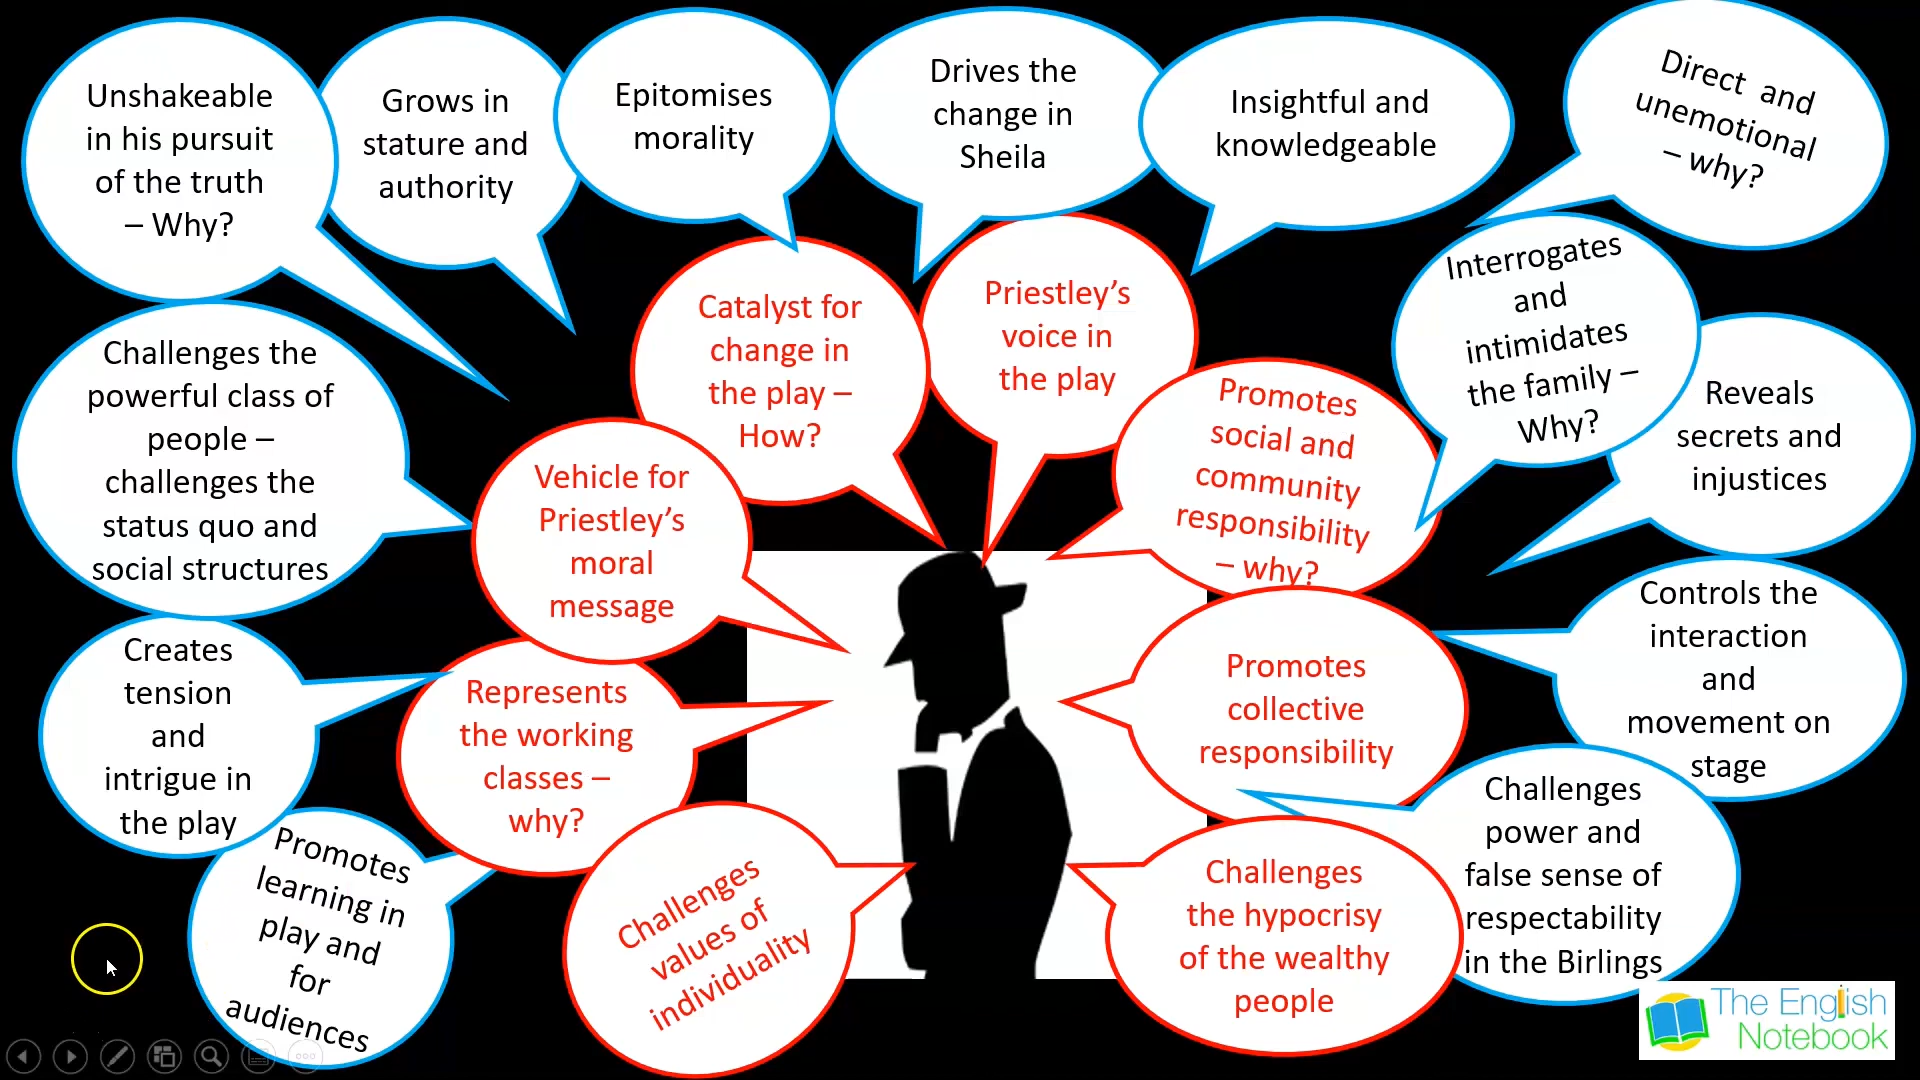 Unshakeable
in his pursuit
of the truth
– Why?
Grows in
stature and
authority
Epitomises
morality
Drives the
change in
Sheila
Insightful and
knowledgeable
Direct and
unemotional
– why?
Challenges the
powerful class of
people –
challenges the
status quo and
social structures
Catalyst for
change in
the play –
How?
Priestley’s
voice in
the play
Interrogates
and
intimidates
the family –
Why?
Reveals
secrets and
injustices
Vehicle for
Priestley’s
moral
message
Promotes
social and
community
responsibility
– why?
Creates
tension
and
intrigue in
the play
Represents
the working
classes –
why?
Promotes
collective
responsibility
Controls the
interaction
and
movement on
stage
Promotes
learning in
play and
for
audiences
Challenges
values of
individuality
Challenges
the hypocrisy
of the wealthy
people
Challenges
power and
false sense of
respectability
in the Birlings
The English
Notebook